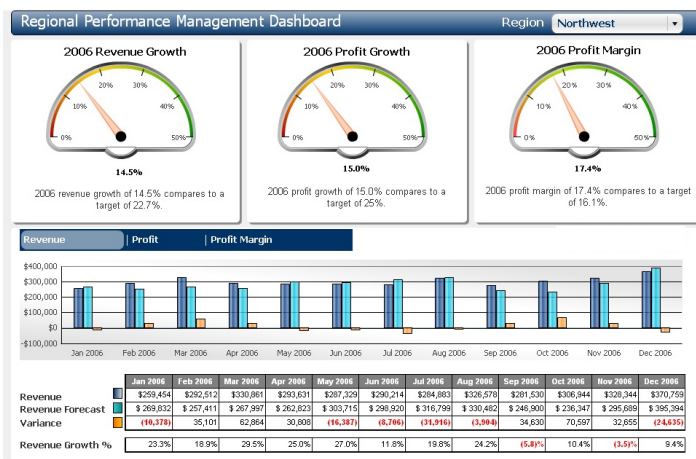 Regional Performance Management Dashboard
Region Northwest
2006 Revenue Growth
0% 10% 20% 30% 40% 50%
14.5%
2006 revenue growth of 14.5% compares to a
target of 22.7%.
2006 Profit Growth
0% 10% 20% 30% 40% 50%
15.0%
2006 profit growth of 15.0% compares to a
target of 25%.
2006 Profit Margin
0% 10% 20% 30% 40% 50%
17.4%
2006 profit margin of 17.4% compares to a target
of 16.1%.
Revenue | Profit | Profit Margin
$400,000
$300,000
$200,000
$100,000
$0
-$100,000
Jan 2006 Feb 2006 Mar 2006 Apr 2006 May 2006 Jun 2006 Jul 2006 Aug 2006 Sep 2006 Oct 2006 Nov 2006 Dec 2006
Jan 2006 Feb 2006 Mar 2006 Apr 2006 May 2006 Jun 2006 Jul 2006 Aug 2006 Sep 2006 Oct 2006 Nov 2006 Dec 2006
Revenue $259,454 $292,512 $330,861 $293,631 $287,329 $290,214 $284,883 $326,578 $281,530 $306,944 $328,344 $370,759
Revenue Forecast $ 269,832 $ 257,411 $ 267,997 $ 262,823 $ 303,715 $ 298,920 $ 316,799 $ 330,482 $ 246,900 $ 236,347 $ 295,689 $ 395,394
Variance (10,378) 35,101 62,864 30,808 (16,387) (8,706) (31,916) (3,904) 34,630 70,597 32,655 (24,635)
Revenue Growth % 23.3% 18.9% 29.5% 25.0% 27.0% 11.8% 19.8% 24.2% (5.8)% 10.4% (3.5)% 9.4%